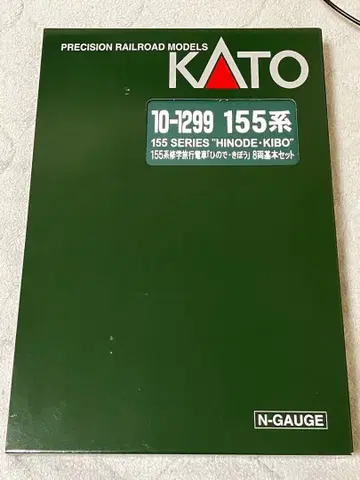 PRECISION RAILROAD MODELS
KATO
10-1299 155系
155 SERIES "HINODE・KIBO"
155系修学旅行電車「ひので・きぼう」8両基本セット
N-GAUGE